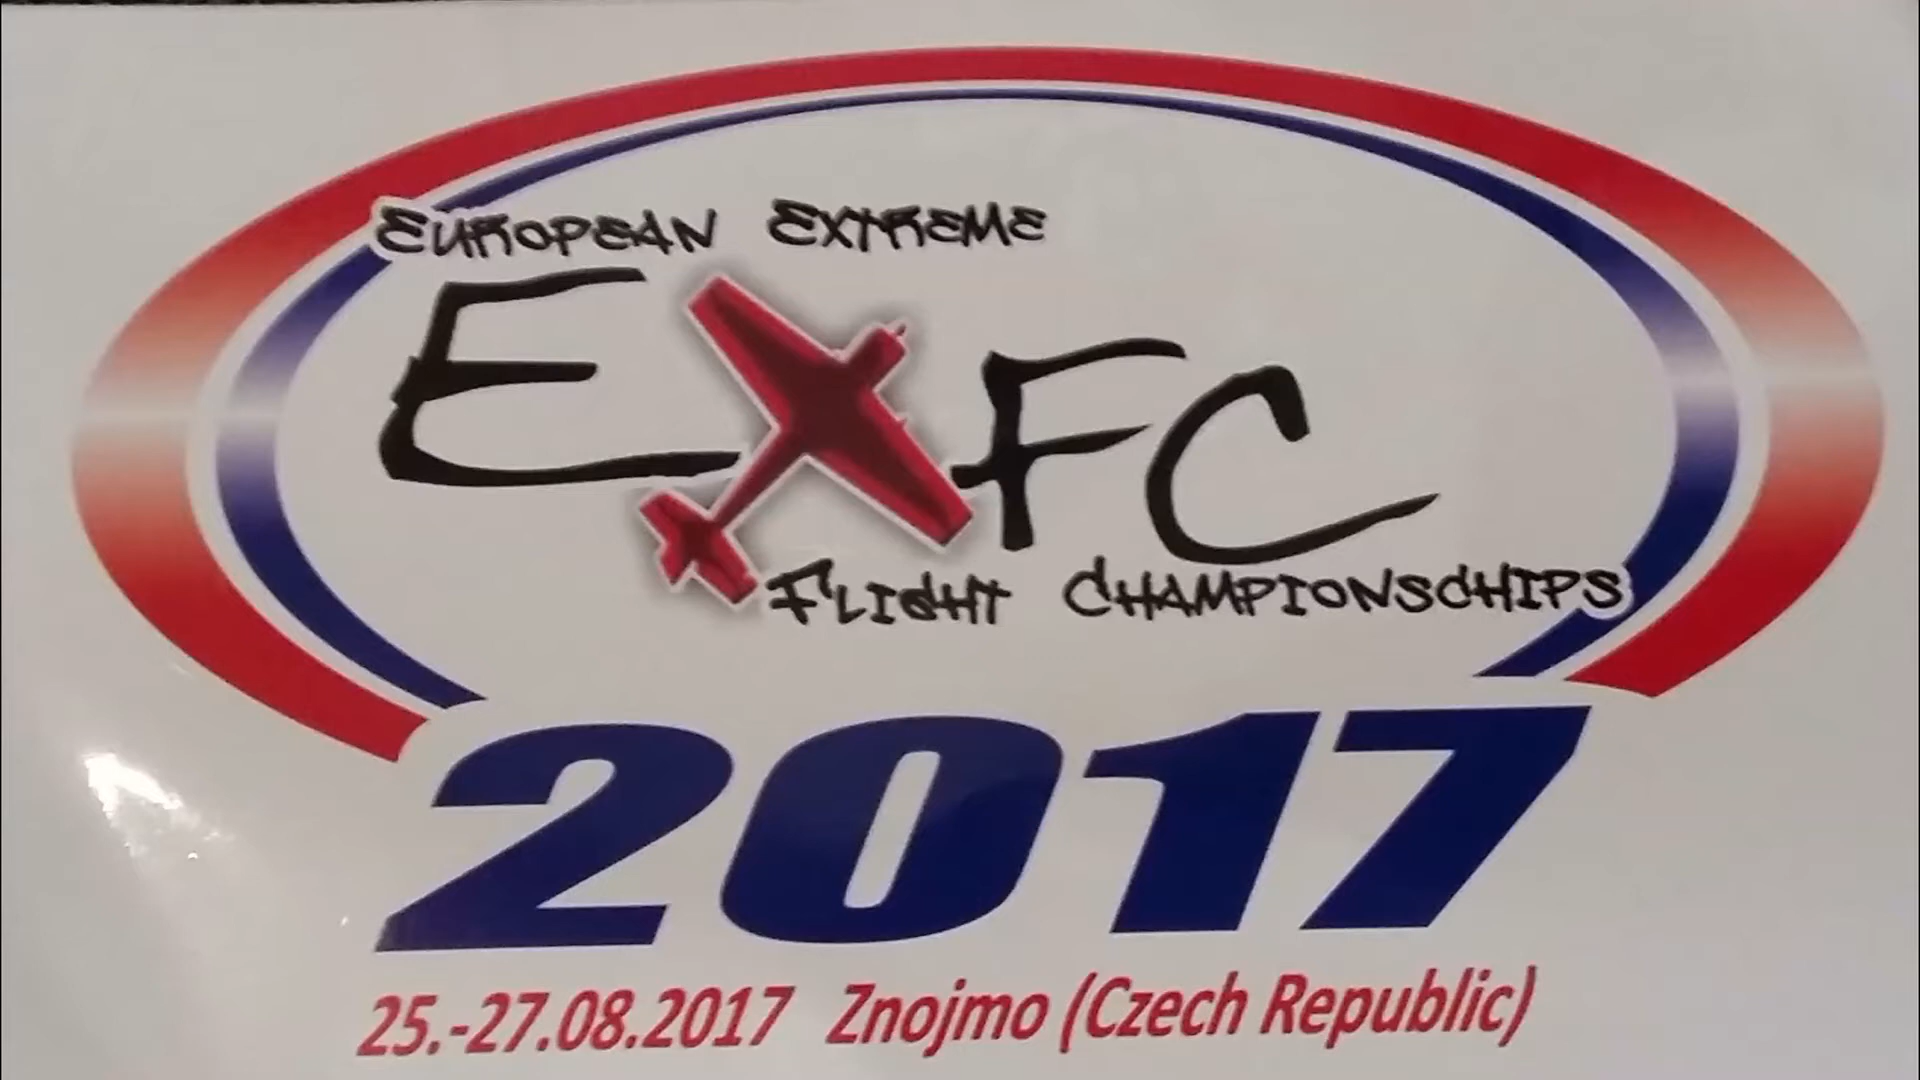 EUROPEAN EXTREME
EXFC
FLIGHT CHAMPIONSCHIPS
2017
25.-27.08.2017 Znojmo (Czech Republic)